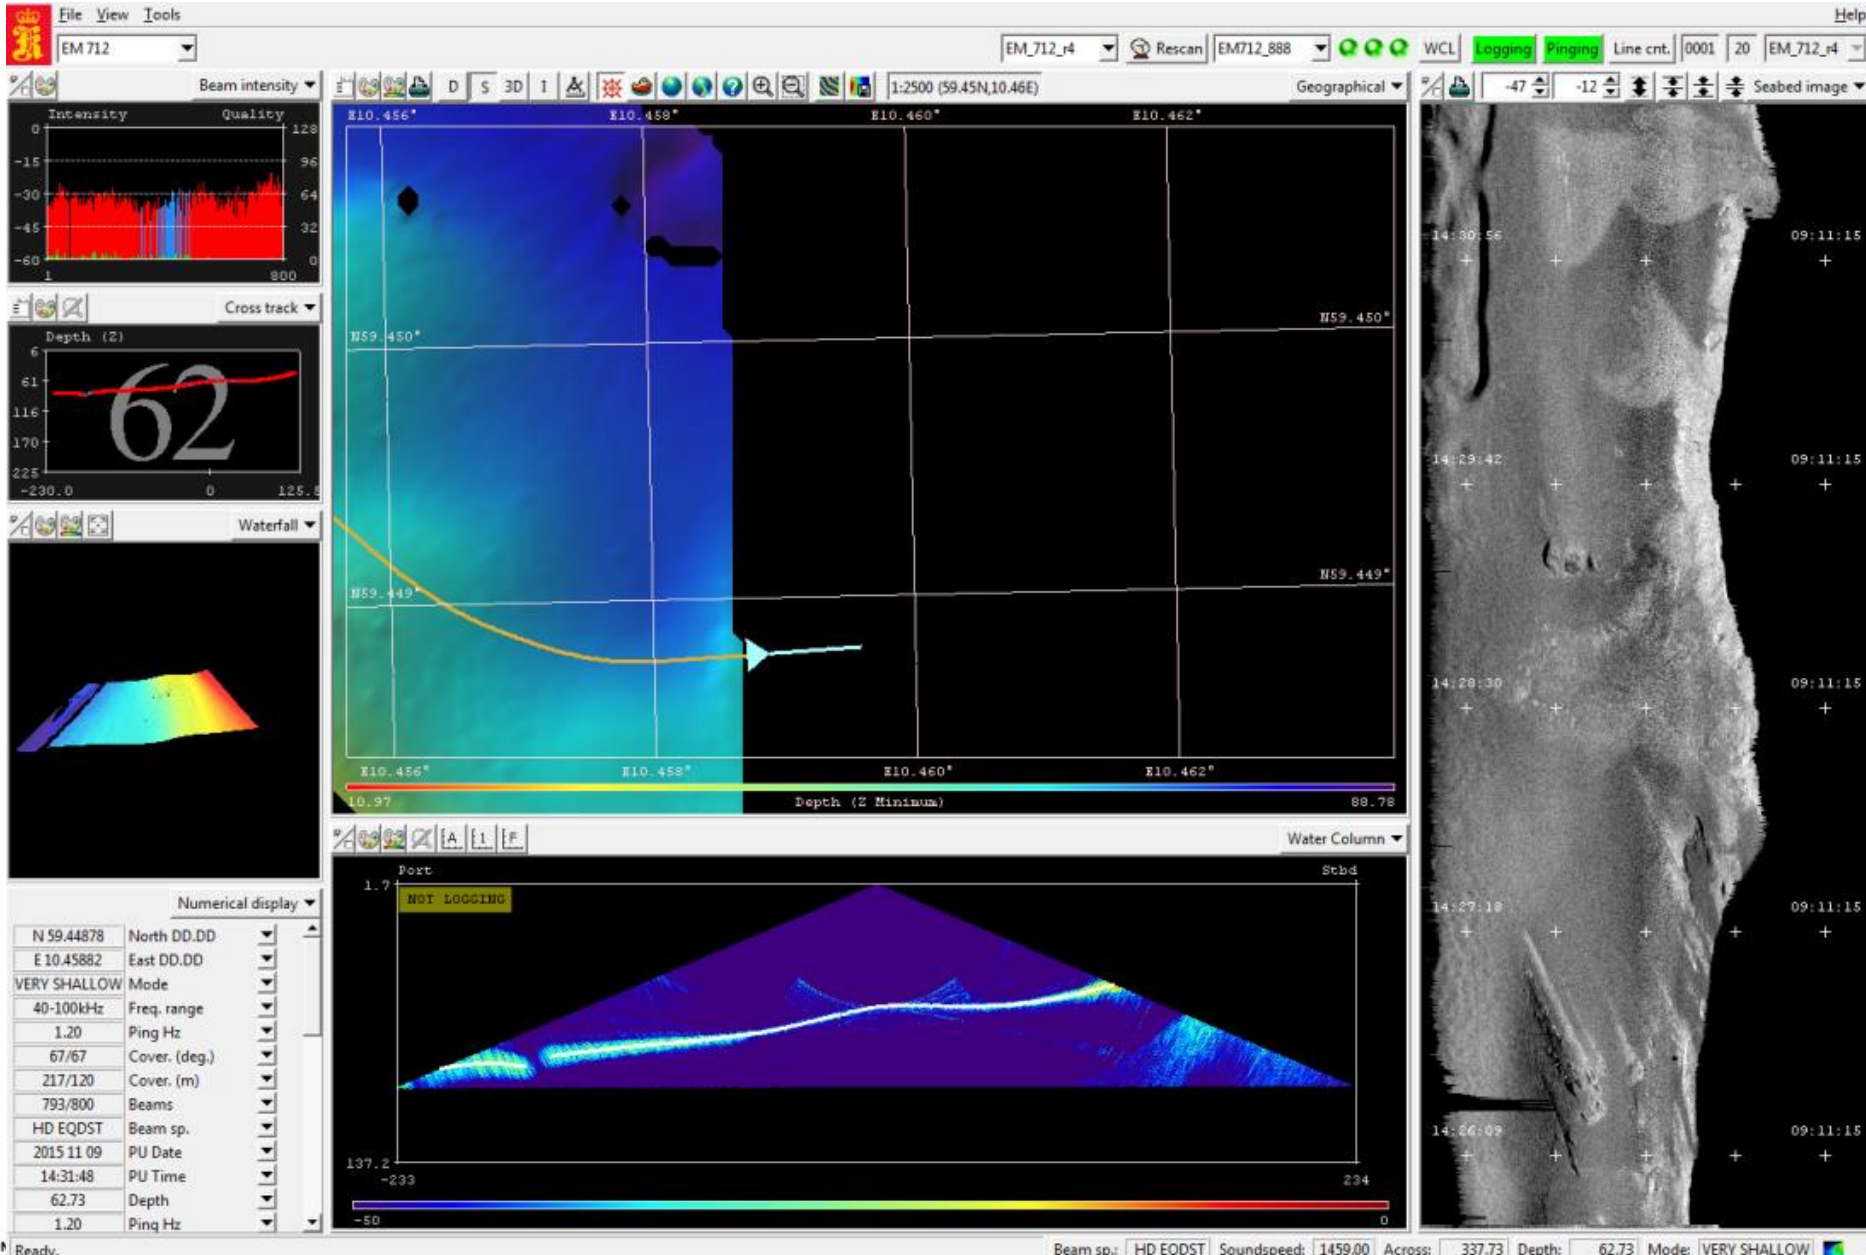 File View Tools Help
EM 712 EM_712_r4 Rescan EM712_888 WCL Logging Pinging Line cnt. 0001 20 EM_712_r4
Beam intensity
Intensity Quality
0 128
-15 96
-30 64
-45 32
-60 0
1 800
Cross track
Depth (Z)
6
61
116
170
225
62
-230.0 0 125.8
Waterfall
Numerical display
N 59.44878 North DD.DD
E 10.45882 East DD.DD
VERY SHALLOW Mode
40-100kHz Freq. range
1.20 Ping Hz
67/67 Cover. (deg.)
217/120 Cover. (m)
793/800 Beams
HD EQDST Beam sp.
2015 11 09 PU Date
14:31:48 PU Time
62.73 Depth
1.20 Ping Hz
D S 3D I 1:2500 (59.45N,10.46E) Geographical
E10.456° E10.458° E10.460° E10.462°
N59.450° N59.450°
N59.449° N59.449°
E10.456° E10.458° E10.460° E10.462°
10.97 Depth (Z Minimum) 88.78
A 1 F Water Column
Port Stbd
1.7
NOT LOGGING
137.2
-233 234
-50 0
-47 -12 Seabed image
14:30:56 09:11:15
14:29:42 09:11:15
14:28:30 09:11:15
14:27:18 09:11:15
14:26:09 09:11:15
Ready. Beam sp.: HD EQDST Soundspeed: 1459.00 Across: 337.73 Depth: 62.73 Mode: VERY SHALLOW